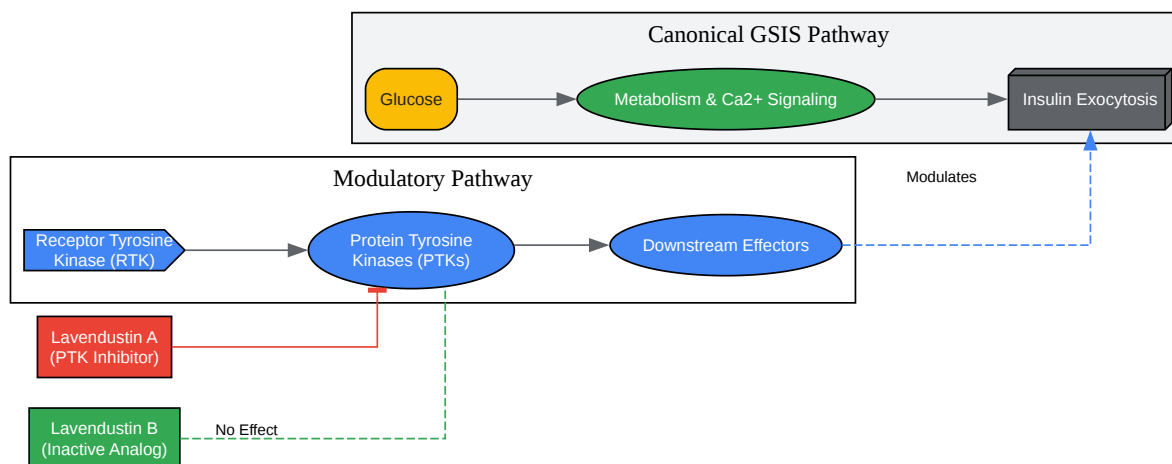 Canonical GSIS Pathway
Glucose
Metabolism & Ca2+ Signaling
Insulin Exocytosis
Modulatory Pathway
Modulates
Receptor Tyrosine
Kinase (RTK)
Protein Tyrosine
Kinases (PTKs)
Downstream Effectors
Lavendustin A
(PTK Inhibitor)
Lavendustin B
(Inactive Analog)
No Effect